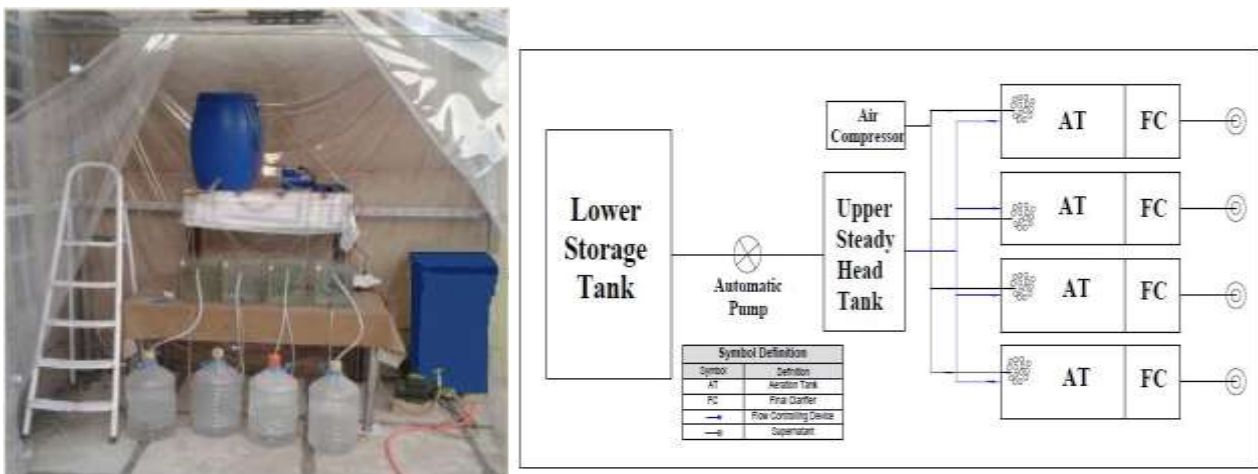 Lower
Storage
Tank
Automatic
Pump
Air
Compressor
Upper
Steady
Head
Tank
AT
FC
AT
FC
AT
FC
AT
FC
Symbol Definition
Symbol
Definition
AT
Aeration Tank
FC
Final Clarifier
Flow Controlling Device
Supernatant